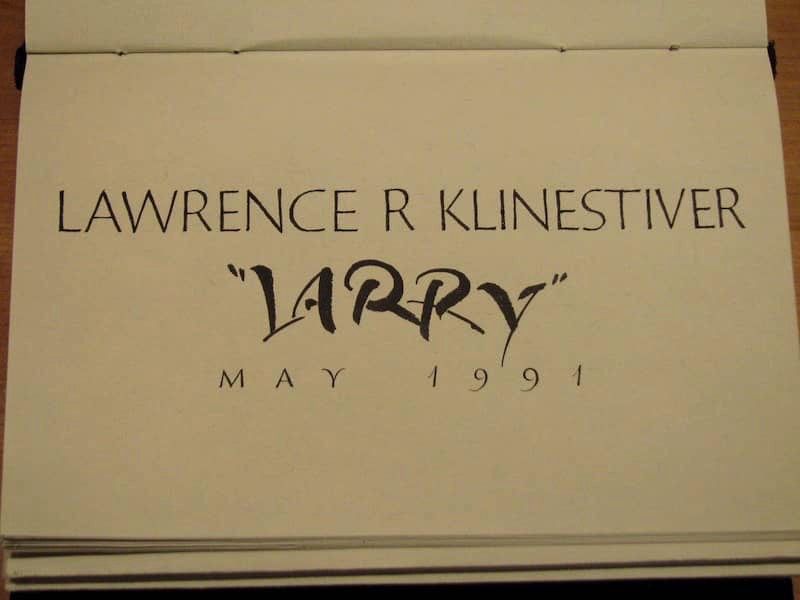 LAWRENCE R KLINESTIVER
"LARRY"
MAY 1991